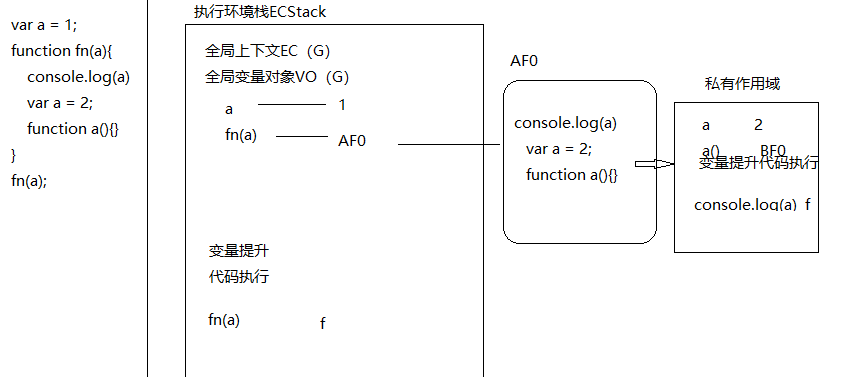 var a = 1;
function fn(a){
console.log(a)
var a = 2;
function a(){}
}
fn(a);
执行环境栈ECStack
全局上下文EC（G）
全局变量对象VO（G）
a 1
fn(a) AF0
变量提升
代码执行
fn(a) f
AF0
console.log(a)
var a = 2;
function a(){}
私有作用域
a 2
a() BF0
变量提升代码执行
console.log(a) f